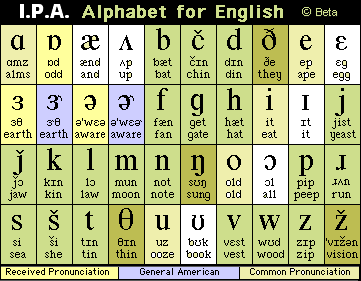 I.P.A. Alphabet for English © Beta
ɑ ɒ æ ʌ b č d ð e ɛ
ɑmz ɒd ænd ʌp bæt čɪn dɪn ðe ep ɛg
alms odd and up bat chin din they ape egg
ɜ ɝ ə ɚ f g h i ɪ j
ɜθ ɝθ ə'wɛə ə'wɛɚ fæn gɛt hæt it ɪt jist
earth earth aware aware fan gate hat eat it yeast
ǰ k l m n ŋ o ɔ p r
ǰɔ kɪn lɔ mun not sʌŋ old ɔl pip rʌn
jaw kin law moon note sung old all peep run
s š t θ u ʊ v w z ž
si ši tɪn θɪn uz bʊk vɛst wʊd zɪp 'vɪžən
sea she tin thin ooze book vest wood zip vision
Received Pronunciation General American Common Pronunciation